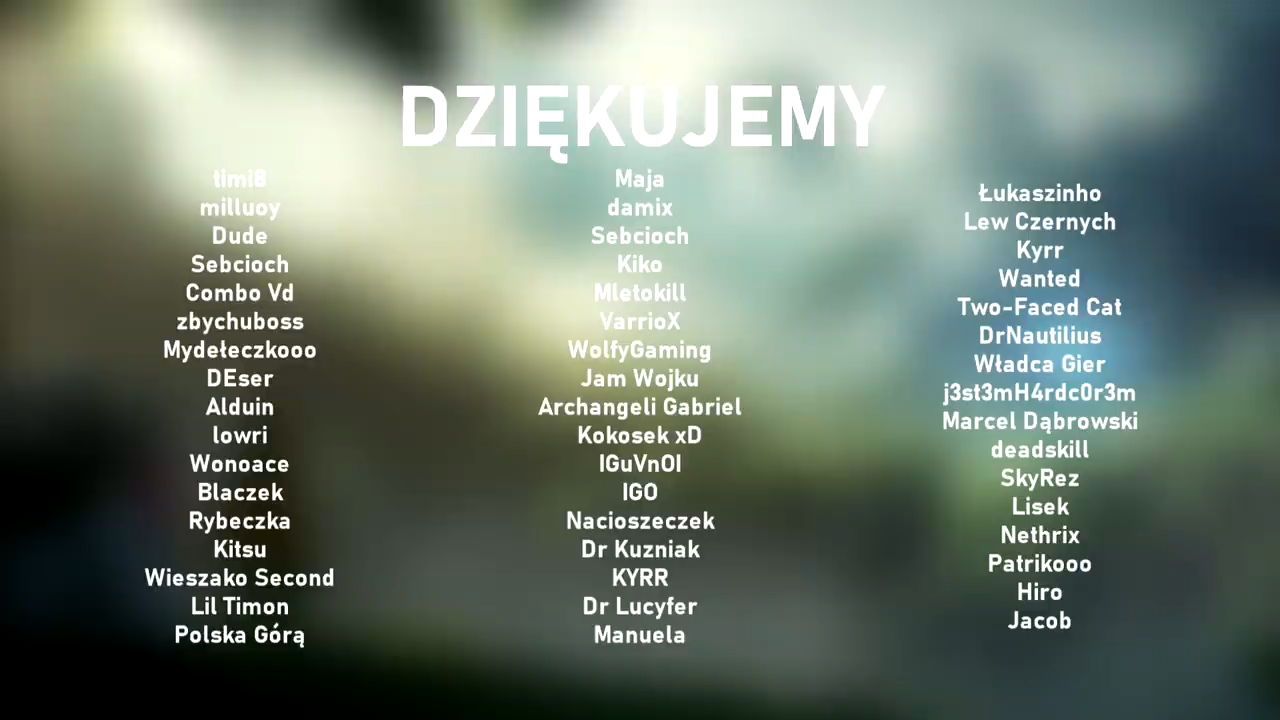 DZIĘKUJEMY
timi8
milluoy
Dude
Sebcioch
Combo Vd
zbychuboss
Mydełeczkooo
DEser
Alduin
lowri
Wonoace
Blaczek
Rybeczka
Kitsu
Wieszako Second
Lil Timon
Polska Górą
Maja
damix
Sebcioch
Kiko
Mletokill
VarrioX
WolfyGaming
Jam Wojku
Archangeli Gabriel
Kokosek xD
IGuVnOI
IGO
Nacioszeczek
Dr Kuzniak
KYRR
Dr Lucyfer
Manuela
Łukaszinho
Lew Czernych
Kyrr
Wanted
Two-Faced Cat
DrNautilius
Władca Gier
j3st3mH4rdc0r3m
Marcel Dąbrowski
deadskill
SkyRez
Lisek
Nethrix
Patrikooo
Hiro
Jacob